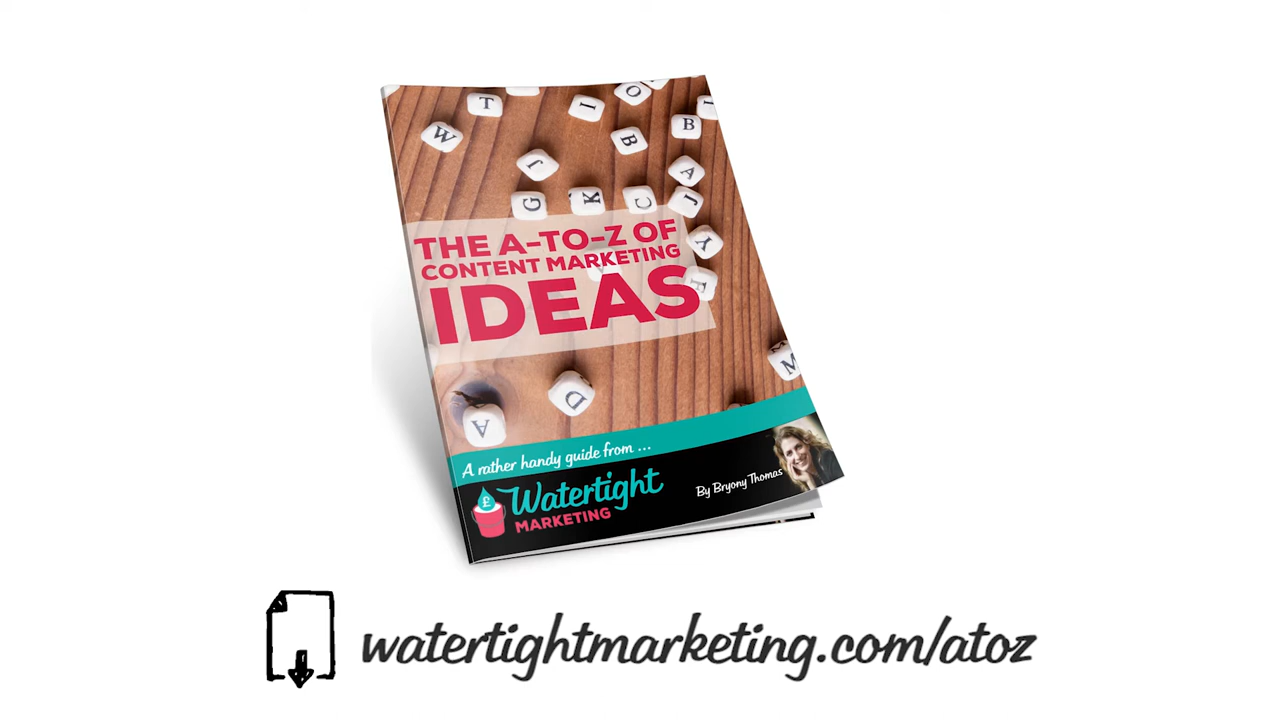 W
T
I
O
I
B
B
J
A
G
K
C
J
Y
THE A-TO-Z OF
CONTENT MARKETING
IDEAS
M
M
D
A
A rather handy guide from ...
£
Watertight
MARKETING
By Bryony Thomas
watertightmarketing.com/atoz